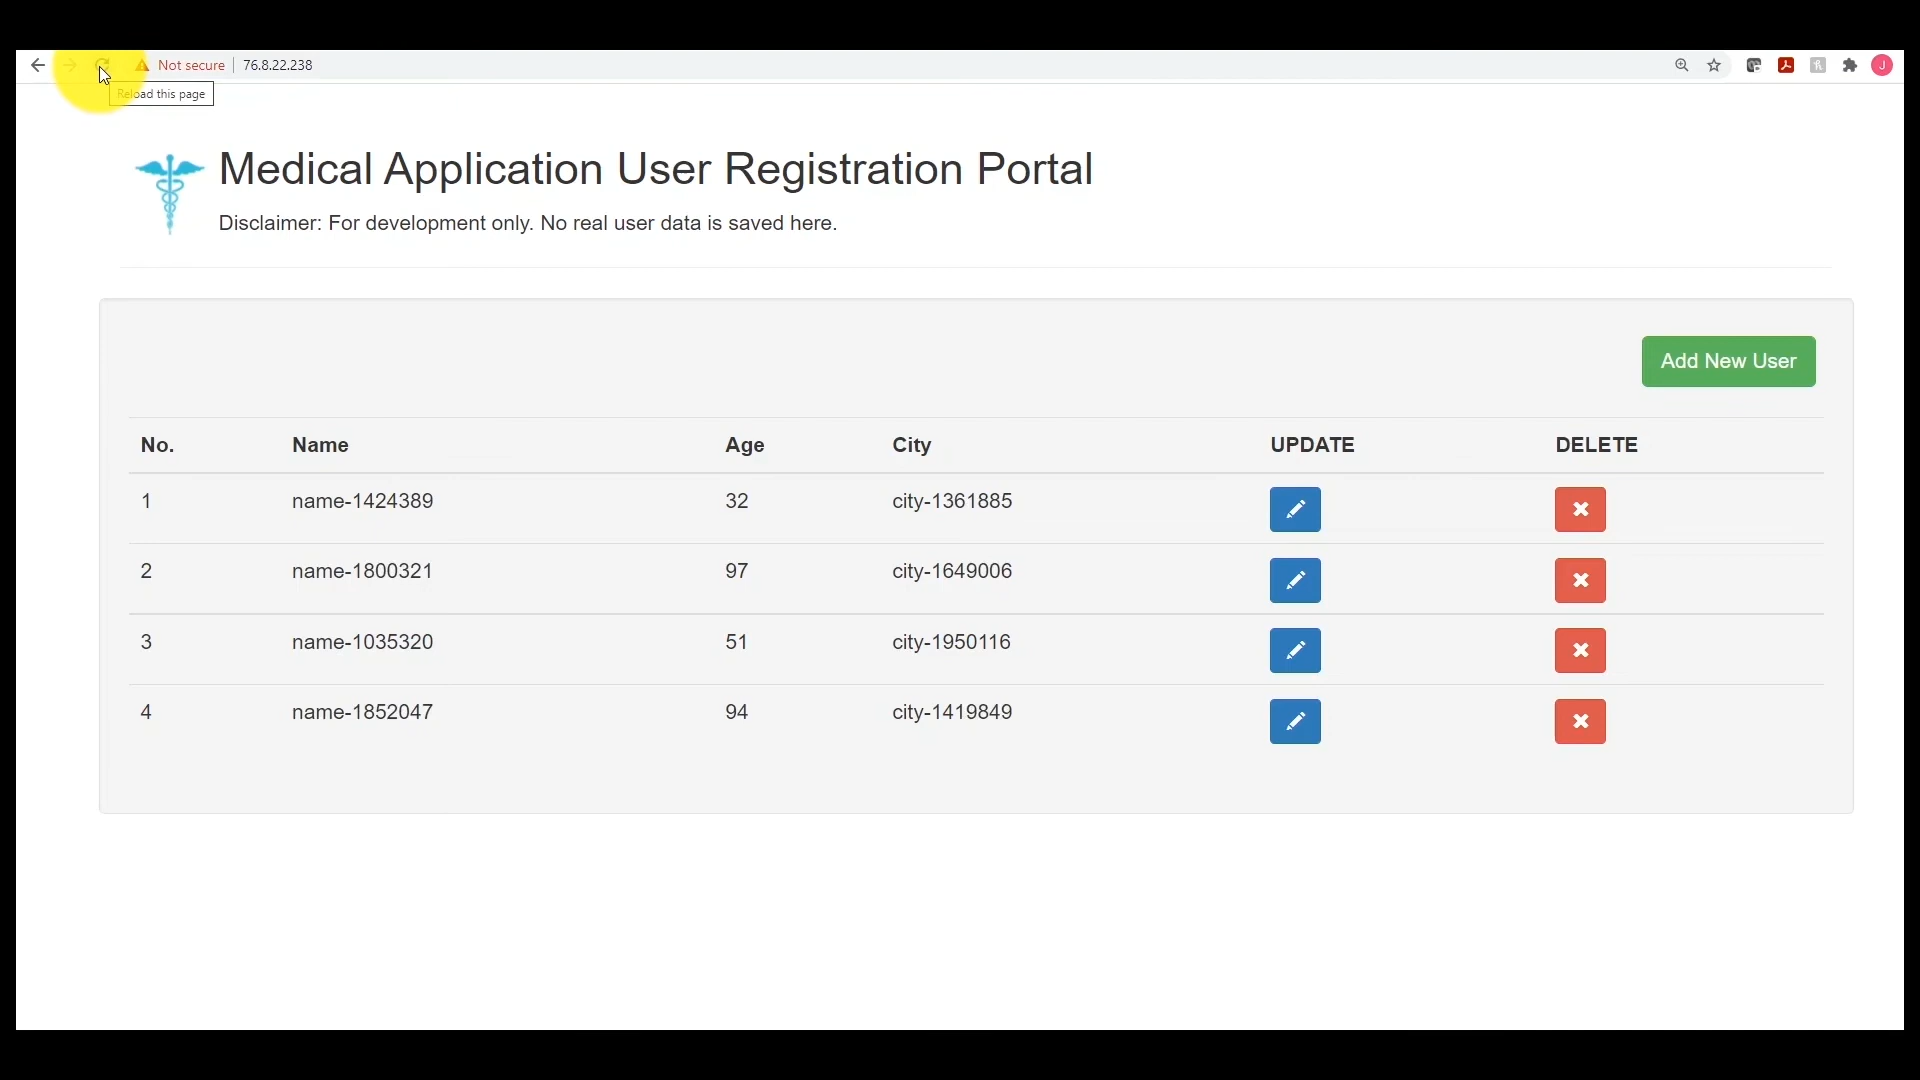 Not secure 76.8.22.238
J
Reload this page
Medical Application User Registration Portal
Disclaimer: For development only. No real user data is saved here.
Add New User
No. Name Age City UPDATE DELETE
1 name-1424389 32 city-1361885
2 name-1800321 97 city-1649006
3 name-1035320 51 city-1950116
4 name-1852047 94 city-1419849